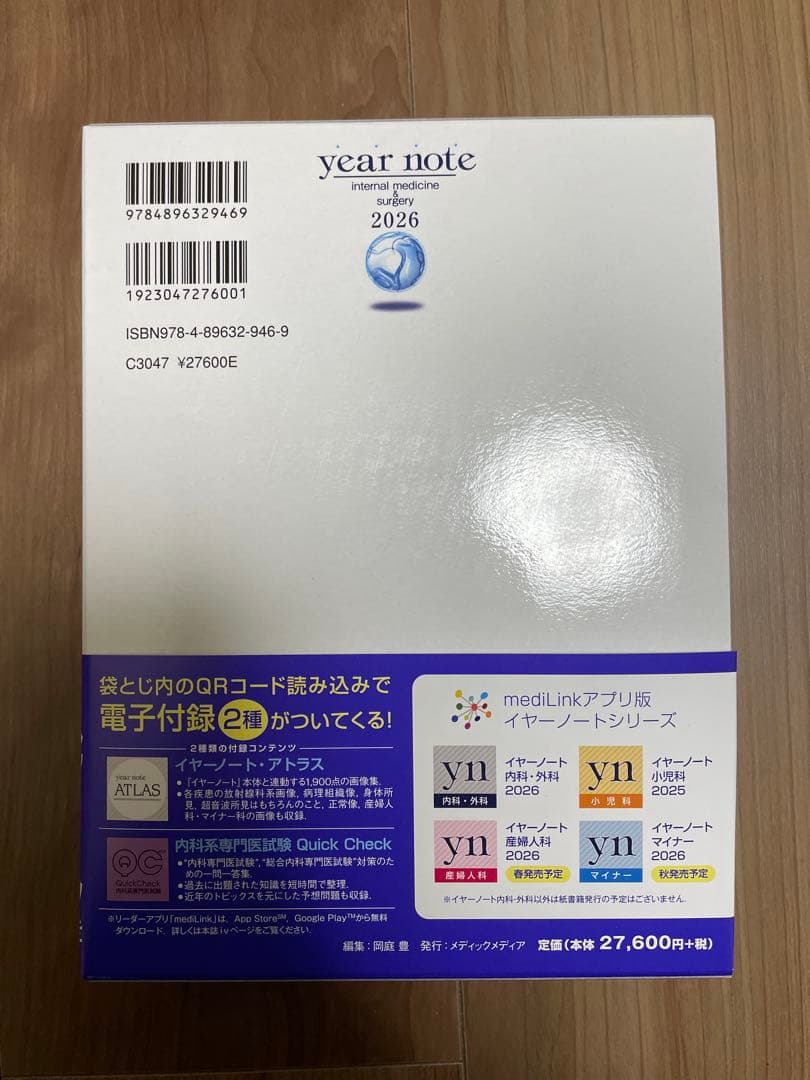 9784896329469
1923047276001
ISBN978-4-89632-946-9
C3047 ¥27600E
year note
internal medicine
&
surgery
2026
袋とじ内のQRコード読み込みで
電子付録2種がついてくる!
2種類の付録コンテンツ
year note
ATLAS
イヤーノート・アトラス
●「イヤーノート」本体と連動する1,900点の画像集.
●各疾患の放射線科系画像, 病理組織像, 身体所
見, 超音波所見はもちろんのこと, 正常像, 産婦人
科・マイナー科の画像も収録.
QuickCheck
内科系専門医試験
内科系専門医試験 Quick Check
●“内科専門医試験”,“総合内科専門医試験”対策のた
めの一問一答集.
●過去に出題された知識を短時間で整理.
●近年のトピックスを元にした予想問題も収録.
※リーダーアプリ「mediLink」は, App Store℠, Google Play™から無料
ダウンロード. 詳しくは本誌ivページをご覧ください.
mediLinkアプリ版
イヤーノートシリーズ
yn
内科・外科
イヤーノート
内科・外科
2026
yn
小児科
イヤーノート
小児科
2025
yn
産婦人科
イヤーノート
産婦人科
2026
春発売予定
yn
マイナー
イヤーノート
マイナー
2026
秋発売予定
※イヤーノート内科・外科以外は紙書籍発行の予定はございません.
編集:岡庭 豊 発行:メディックメディア 定価(本体 27,600円+税)